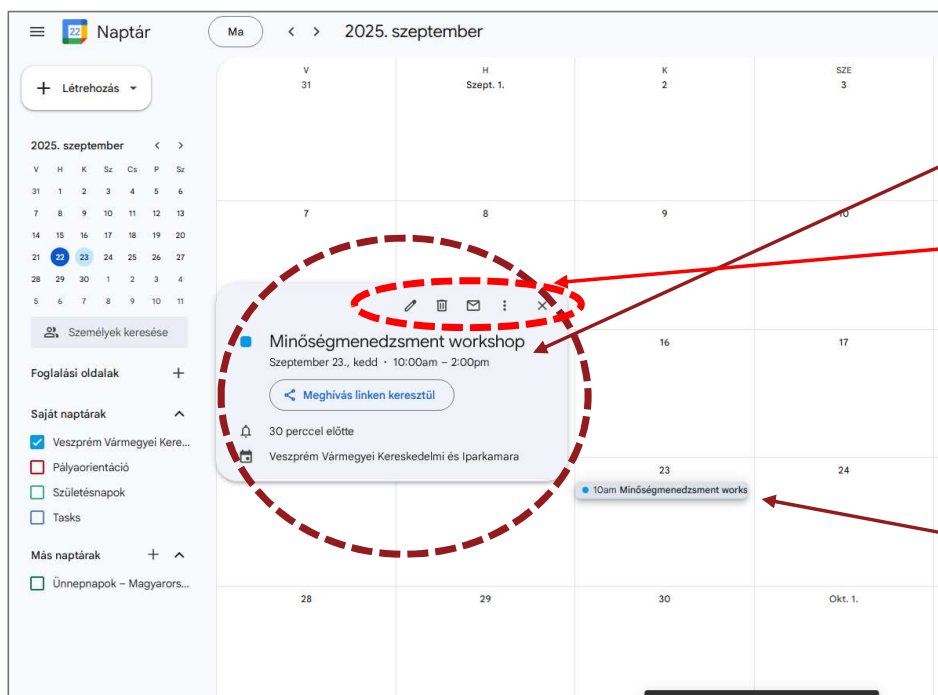 22 Naptár Ma 2025. szeptember
Létrehozás
V H K SZE
31 Szept. 1. 2 3
2025. szeptember
V H K Sz Cs P Sz
31 1 2 3 4 5 6
7 8 9 10 11 12 13
14 15 16 17 18 19 20
21 22 23 24 25 26 27
28 29 30 1 2 3 4
5 6 7 8 9 10 11
Személyek keresése
Foglalási oldalak
Saját naptárak
Veszprém Vármegyei Kere...
Pályaorientáció
Születésnapok
Tasks
Más naptárak
Ünnepnapok – Magyarors...
7 8 9 10
Minőségmenedzsment workshop
Szeptember 23., kedd · 10:00am – 2:00pm
Meghívás linken keresztül
30 perccel előtte
Veszprém Vármegyei Kereskedelmi és Iparkamara
16 17
23 24
10am Minőségmenedzsment works
28 29 30 Okt. 1.